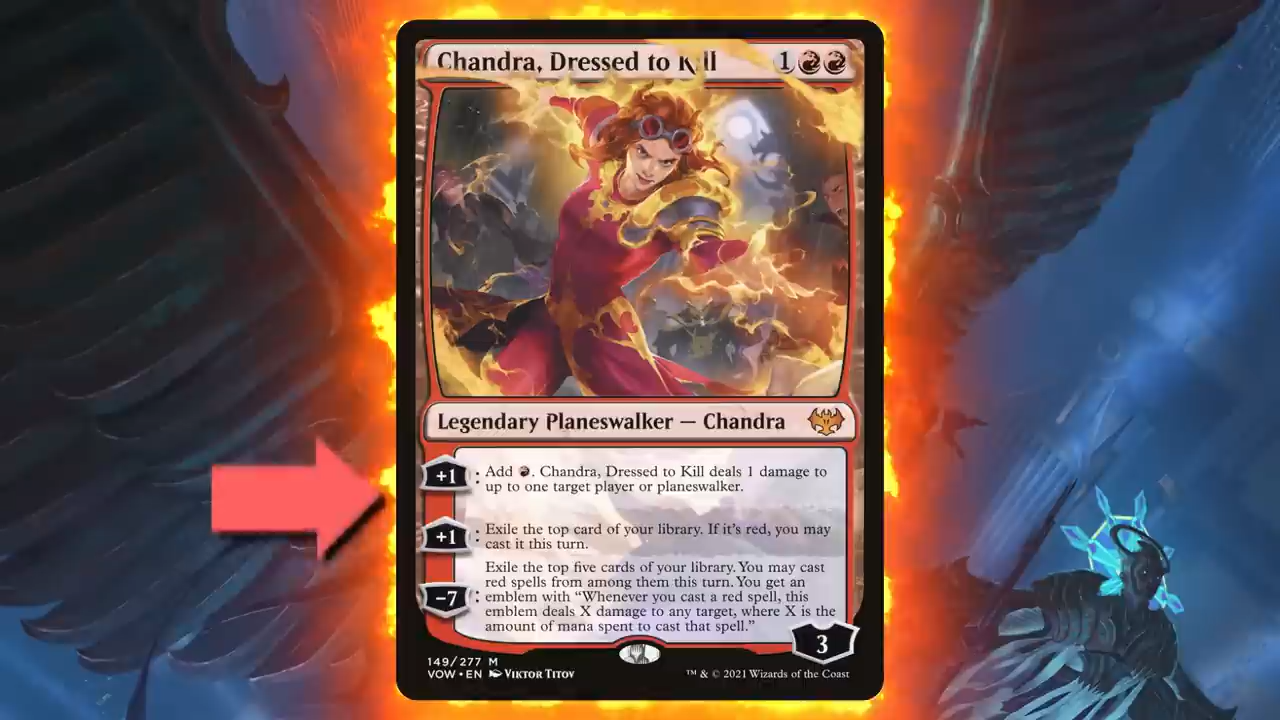 Chandra, Dressed to Kill 1
Legendary Planeswalker — Chandra
+1 : Add . Chandra, Dressed to Kill deals 1 damage to
up to one target player or planeswalker.
+1 : Exile the top card of your library. If it's red, you may
cast it this turn.
Exile the top five cards of your library. You may cast
red spells from among them this turn. You get an
−7 : emblem with “Whenever you cast a red spell, this
emblem deals X damage to any target, where X is the
amount of mana spent to cast that spell.”
3
149/277 M
VOW • EN Viktor Titov
™ & © 2021 Wizards of the Coast